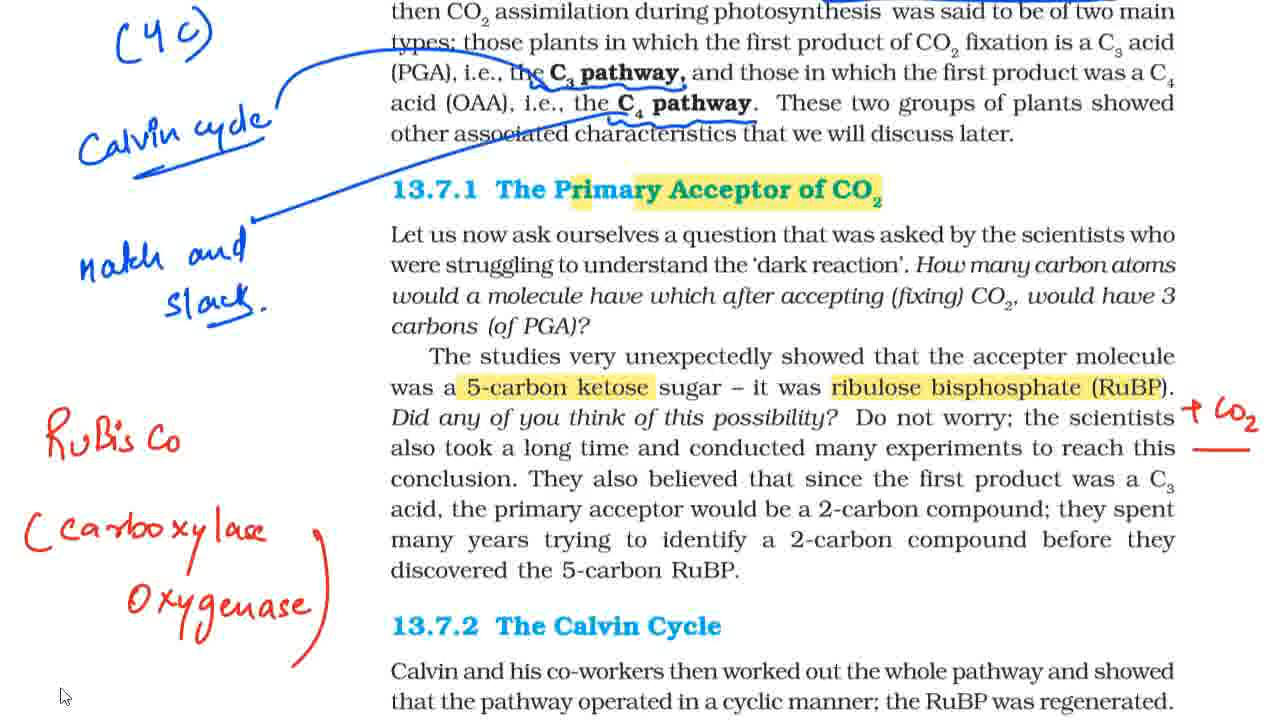 (4C)
then CO₂ assimilation during photosynthesis was said to be of two main
types: those plants in which the first product of CO₂ fixation is a C₃ acid
(PGA), i.e., the C₃ pathway, and those in which the first product was a C₄
acid (OAA), i.e., the C₄ pathway. These two groups of plants showed
other associated characteristics that we will discuss later.
Calvin cycle
13.7.1 The Primary Acceptor of CO₂
Hatch and
slack.
Let us now ask ourselves a question that was asked by the scientists who
were struggling to understand the ‘dark reaction’. How many carbon atoms
would a molecule have which after accepting (fixing) CO₂, would have 3
carbons (of PGA)?
The studies very unexpectedly showed that the accepter molecule
was a 5-carbon ketose sugar – it was ribulose bisphosphate (RuBP).
+ CO₂
Did any of you think of this possibility? Do not worry; the scientists
also took a long time and conducted many experiments to reach this
conclusion. They also believed that since the first product was a C₃
acid, the primary acceptor would be a 2-carbon compound; they spent
many years trying to identify a 2-carbon compound before they
discovered the 5-carbon RuBP.
RuBisCo
(carboxylase
oxygenase)
13.7.2 The Calvin Cycle
Calvin and his co-workers then worked out the whole pathway and showed
that the pathway operated in a cyclic manner; the RuBP was regenerated.